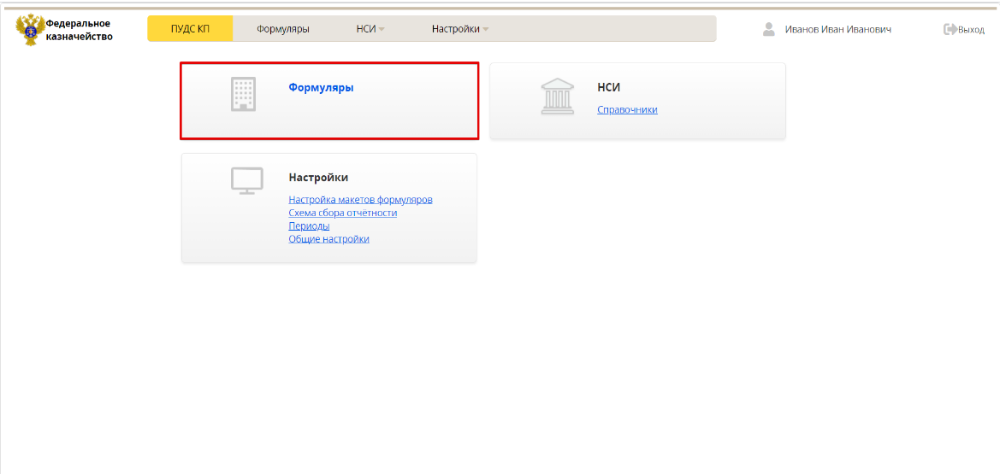 Федеральное
казначейство
ПУДС КП
Формуляры
НСИ
Настройки
Иванов Иван Иванович
Выход
Формуляры
НСИ
Справочники
Настройки
Настройка макетов формуляров
Схема сбора отчётности
Периоды
Общие настройки